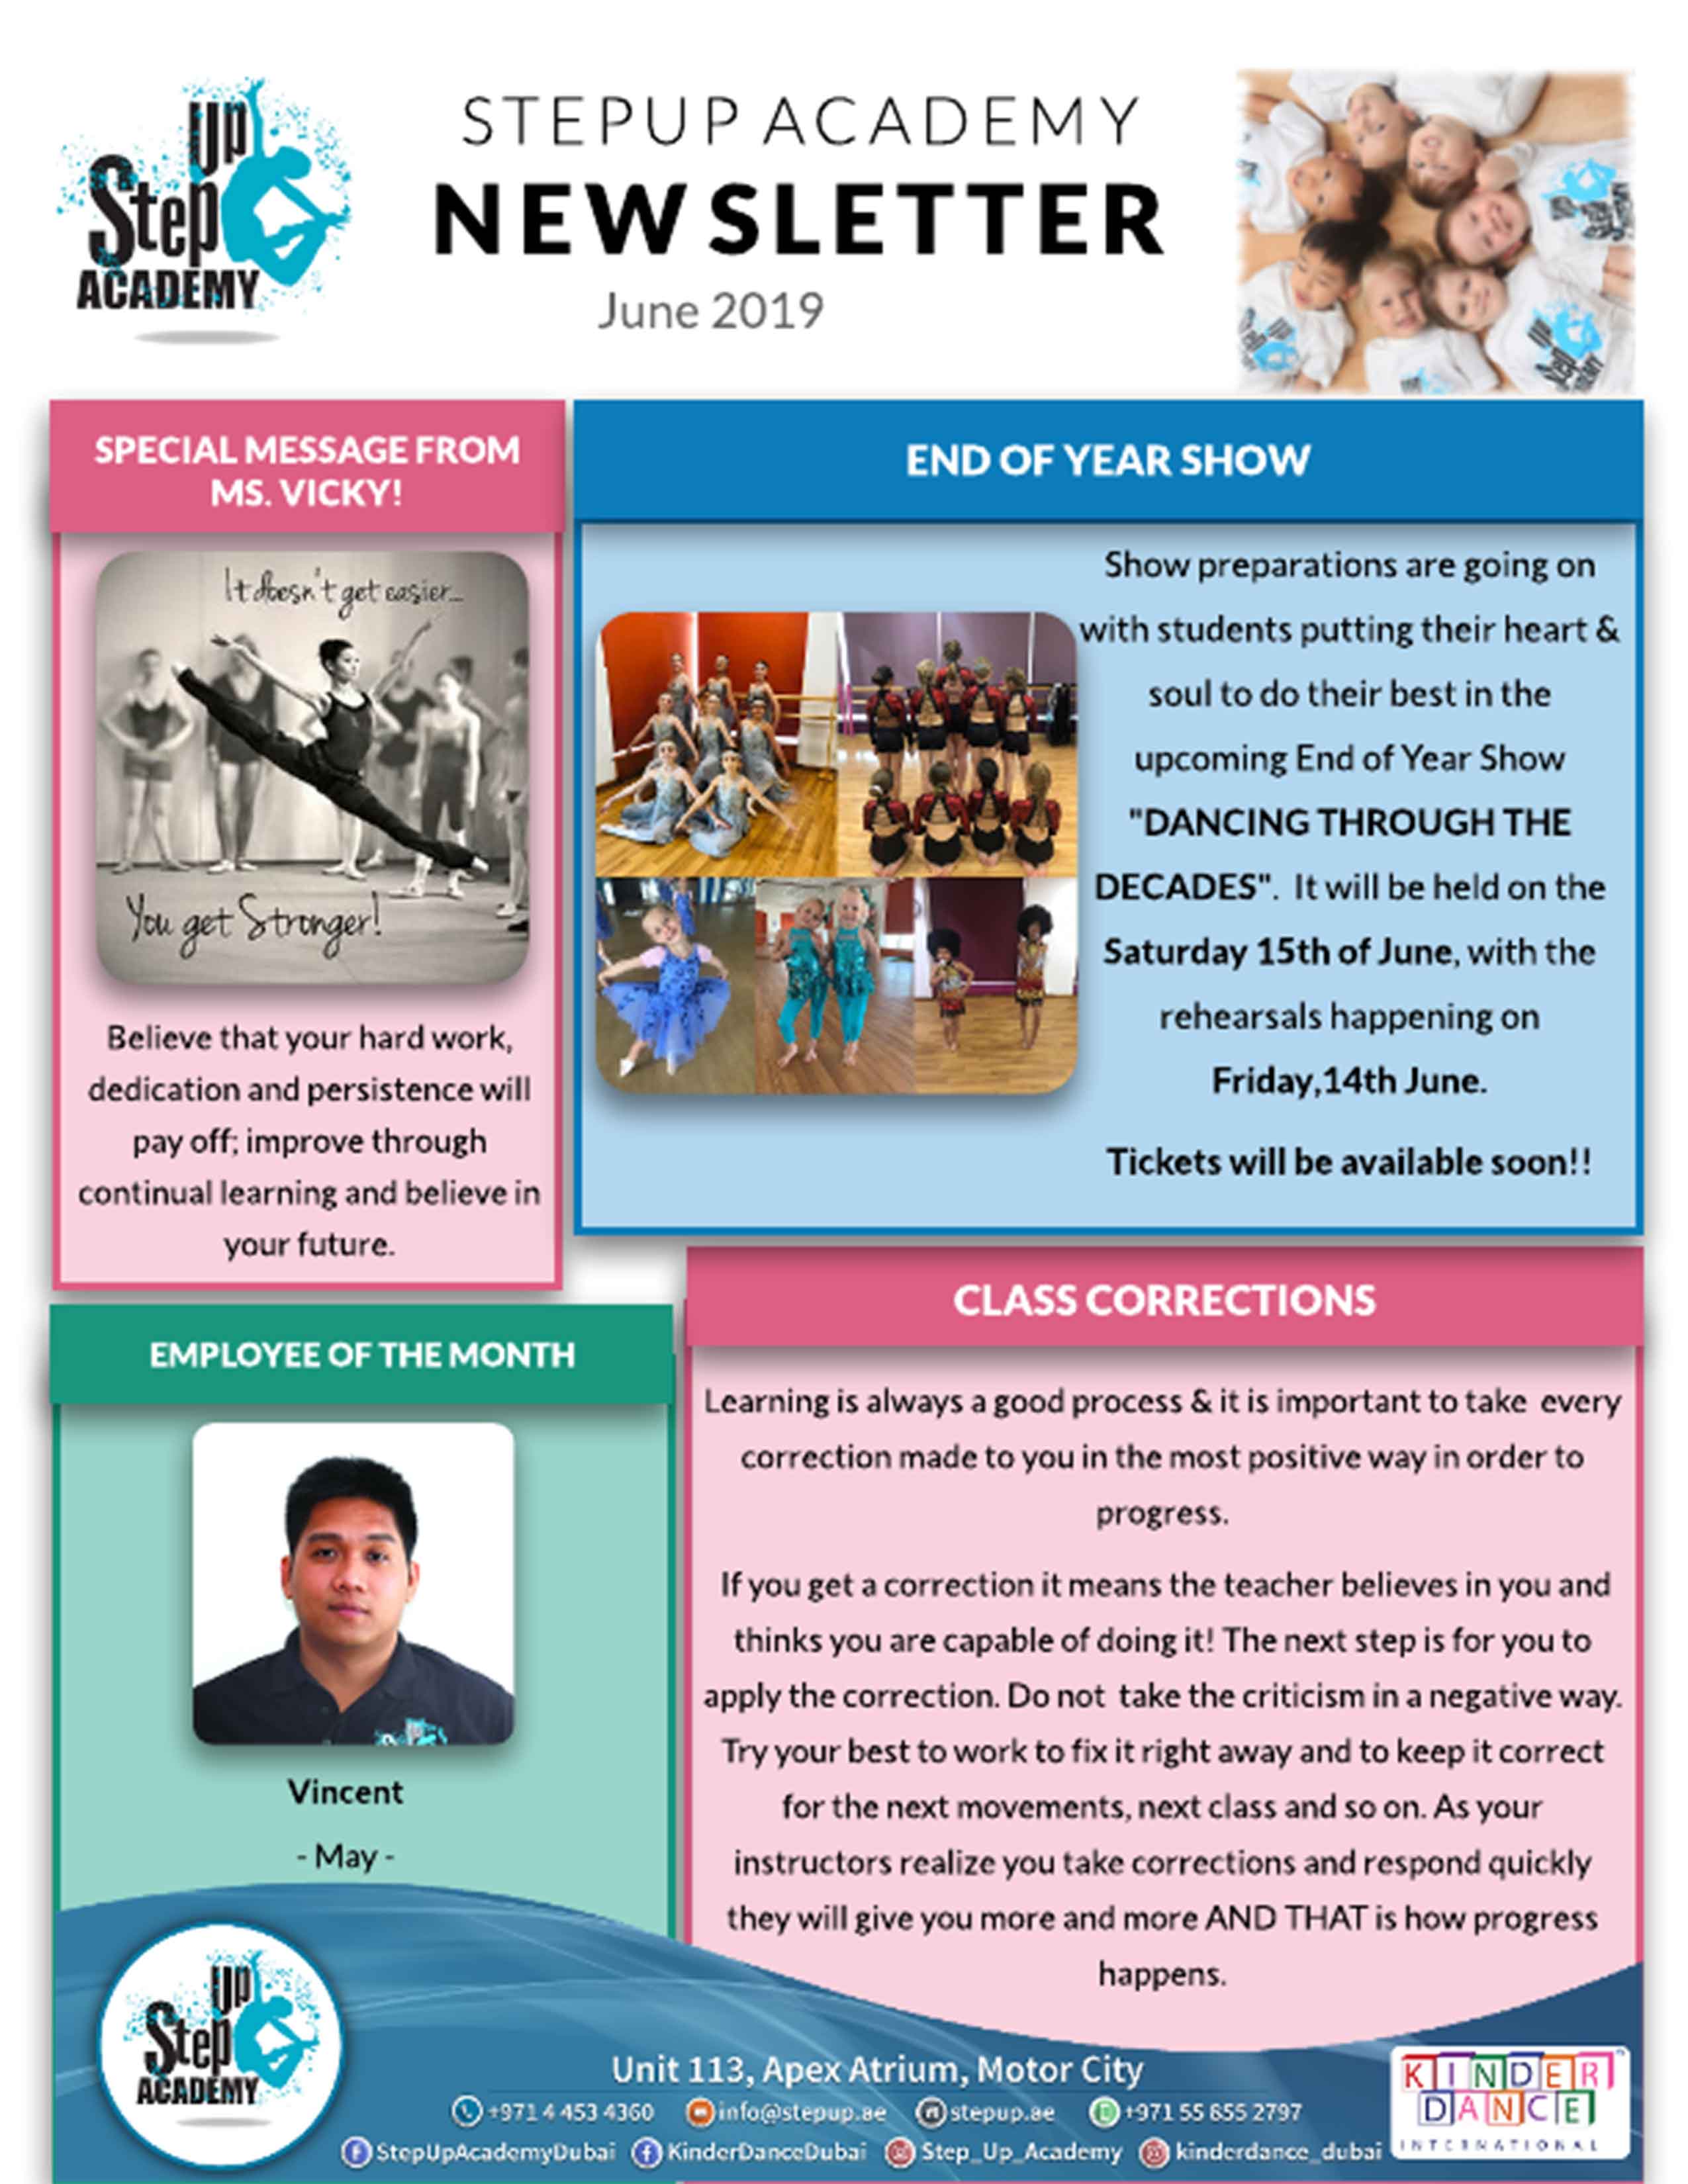 Up
Step
ACADEMY
STEPUP ACADEMY
NEWSLETTER
June 2019
SPECIAL MESSAGE FROM
MS. VICKY!
It doesn't get easier...
You get Stronger!
Believe that your hard work,
dedication and persistence will
pay off; improve through
continual learning and believe in
your future.
END OF YEAR SHOW
Show preparations are going on
with students putting their heart &
soul to do their best in the
upcoming End of Year Show
"DANCING THROUGH THE
DECADES". It will be held on the
Saturday 15th of June, with the
rehearsals happening on
Friday,14th June.
Tickets will be available soon!!
EMPLOYEE OF THE MONTH
Vincent
- May -
CLASS CORRECTIONS
Learning is always a good process & it is important to take every
correction made to you in the most positive way in order to
progress.
If you get a correction it means the teacher believes in you and
thinks you are capable of doing it! The next step is for you to
apply the correction. Do not take the criticism in a negative way.
Try your best to work to fix it right away and to keep it correct
for the next movements, next class and so on. As your
instructors realize you take corrections and respond quickly
they will give you more and more AND THAT is how progress
happens.
Up
Step
ACADEMY
Unit 113, Apex Atrium, Motor City
+971 4 453 4360 info@stepup.ae stepup.ae +971 55 855 2797
StepUpAcademyDubai KinderDanceDubai Step_Up_Academy kinderdance_dubai
KINDER
DANCE
INTERNATIONAL